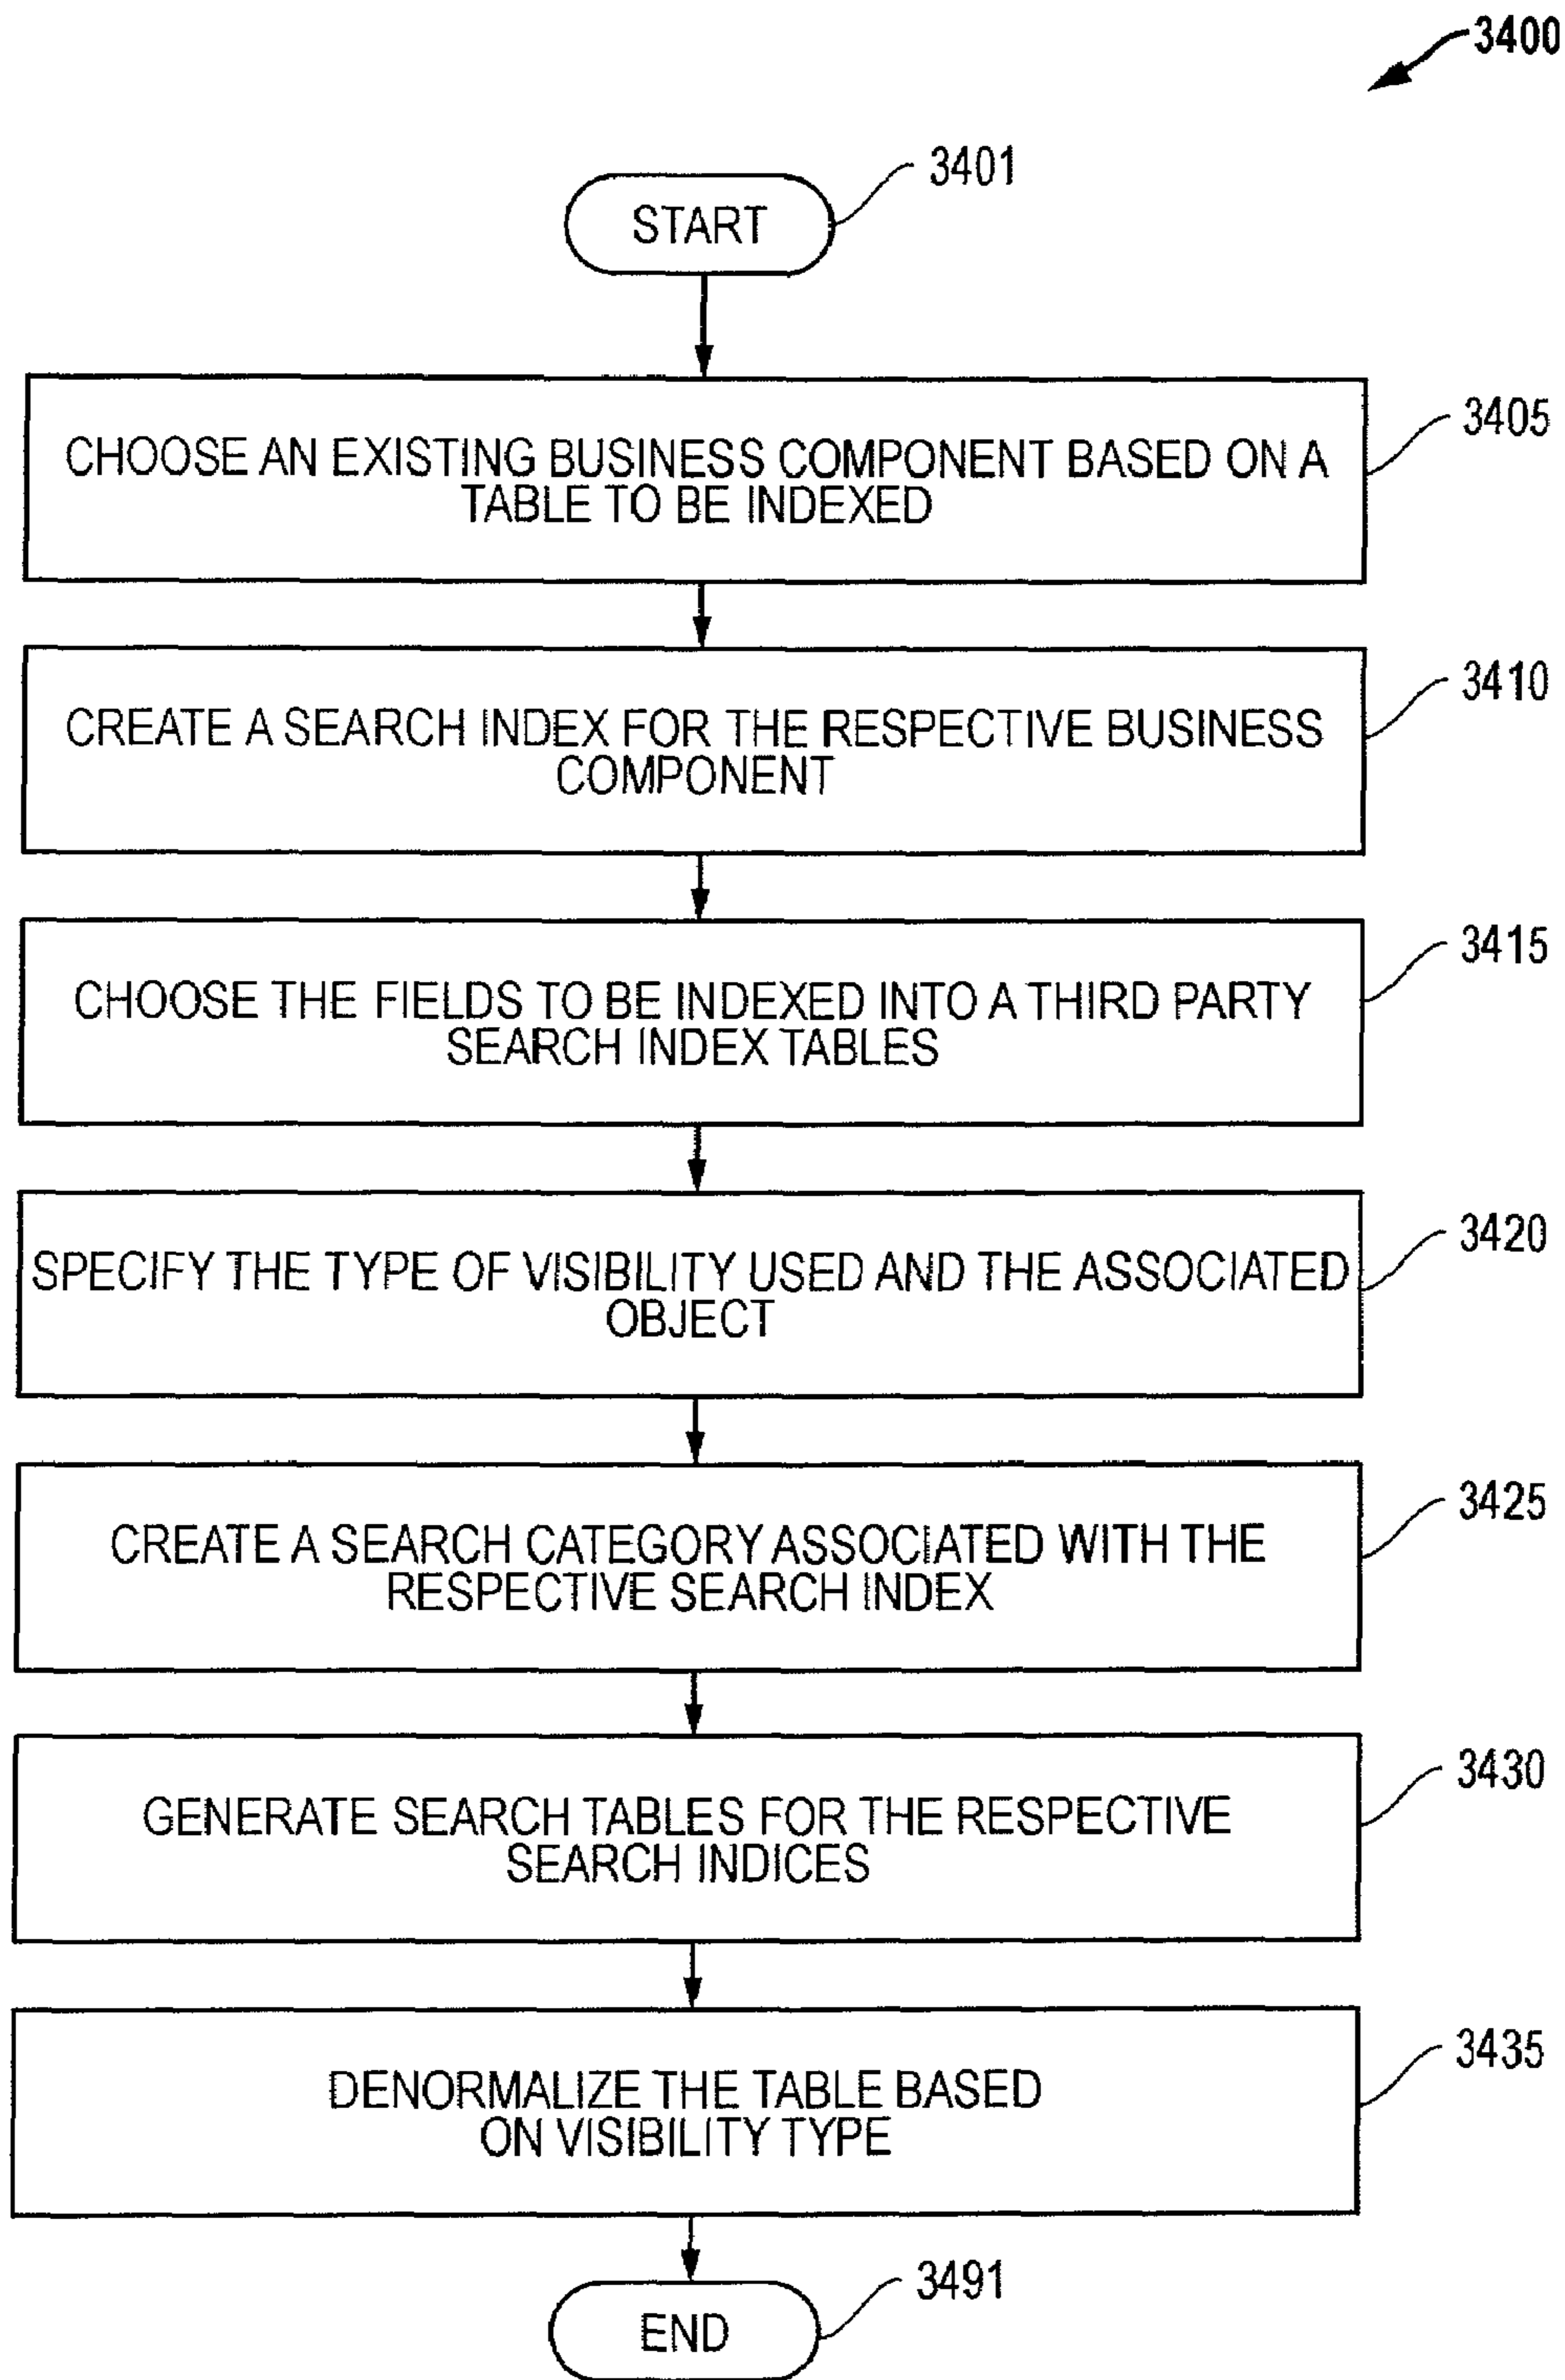 3400
3401
START
3405
CHOOSE AN EXISTING BUSINESS COMPONENT BASED ON A
TABLE TO BE INDEXED
3410
CREATE A SEARCH INDEX FOR THE RESPECTIVE BUSINESS
COMPONENT
3415
CHOOSE THE FIELDS TO BE INDEXED INTO A THIRD PARTY
SEARCH INDEX TABLES
3420
SPECIFY THE TYPE OF VISIBILITY USED AND THE ASSOCIATED
OBJECT
3425
CREATE A SEARCH CATEGORY ASSOCIATED WITH THE
RESPECTIVE SEARCH INDEX
3430
GENERATE SEARCH TABLES FOR THE RESPECTIVE
SEARCH INDICES
3435
DENORMALIZE THE TABLE BASED
ON VISIBILITY TYPE
3491
END